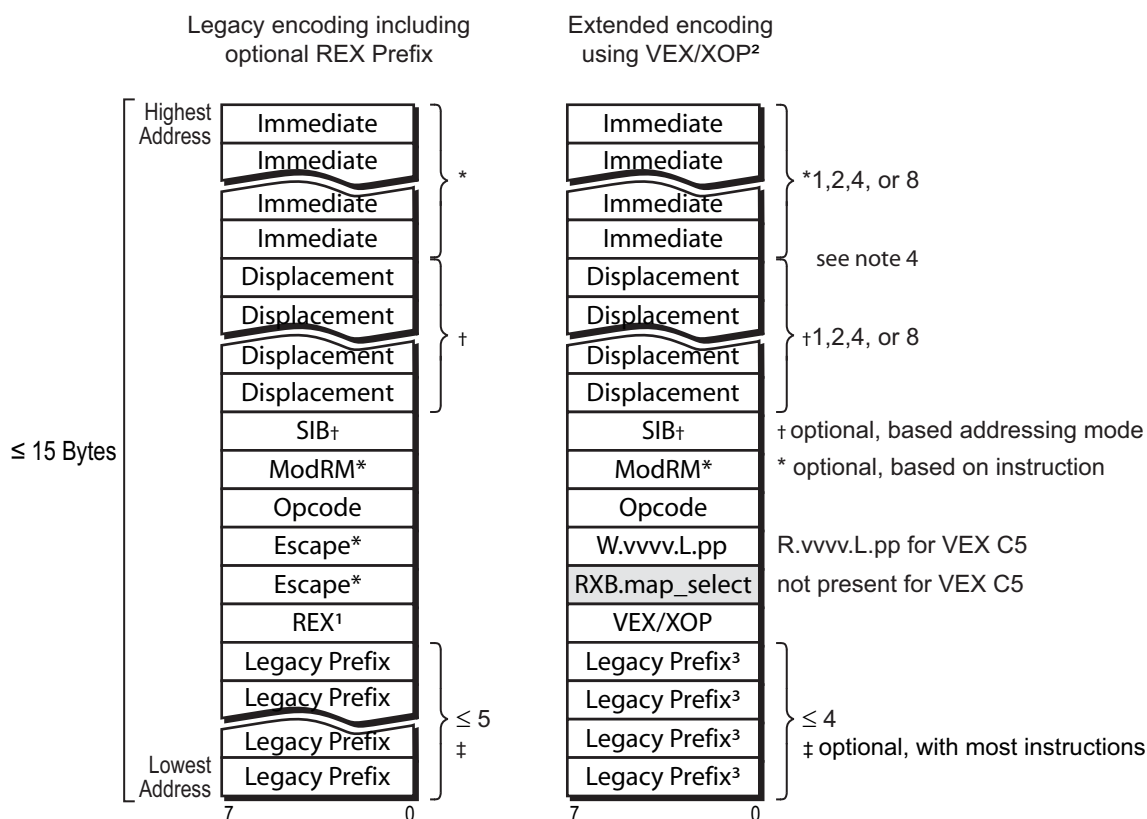 Legacy encoding including
optional REX Prefix
Extended encoding
using VEX/XOP²
≤ 15 Bytes
Highest
Address
Immediate
Immediate
Immediate
Immediate
*
Displacement
Displacement
Displacement
Displacement
†
SIB†
ModRM*
Opcode
Escape*
Escape*
REX¹
Legacy Prefix
Legacy Prefix
Legacy Prefix
Legacy Prefix
≤ 5
‡
Lowest
Address
7 0
Immediate
Immediate
Immediate
Immediate
*1,2,4, or 8
see note 4
Displacement
Displacement
Displacement
Displacement
†1,2,4, or 8
SIB†
† optional, based addressing mode
ModRM*
* optional, based on instruction
Opcode
W.vvvv.L.pp
R.vvvv.L.pp for VEX C5
RXB.map_select
not present for VEX C5
VEX/XOP
Legacy Prefix³
Legacy Prefix³
Legacy Prefix³
Legacy Prefix³
≤ 4
‡ optional, with most instructions
7 0